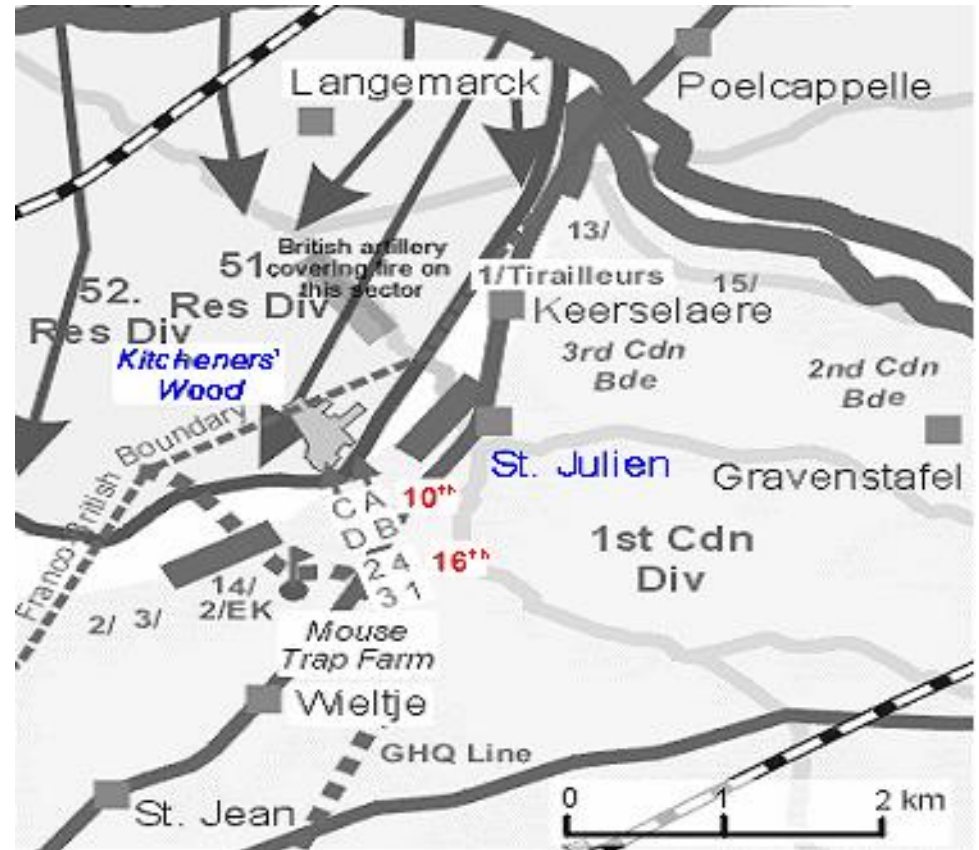 Langemarck
Poelcappelle
13/
British artillery
51
covering fire on
this sector
1/Tirailleurs
15/
52.
Res Div
Res Div
Keerselaere
Kitcheners'
Wood
3rd Cdn
Bde
2nd Cdn
Bde
Franco-British Boundary
St. Julien
Gravenstafel
C A
10th
D B
1st Cdn
Div
2 4
16th
3 1
14/
2/EK
2/ 3/
Mouse
Trap Farm
Wieltje
GHQ Line
St. Jean
0 1 2 km